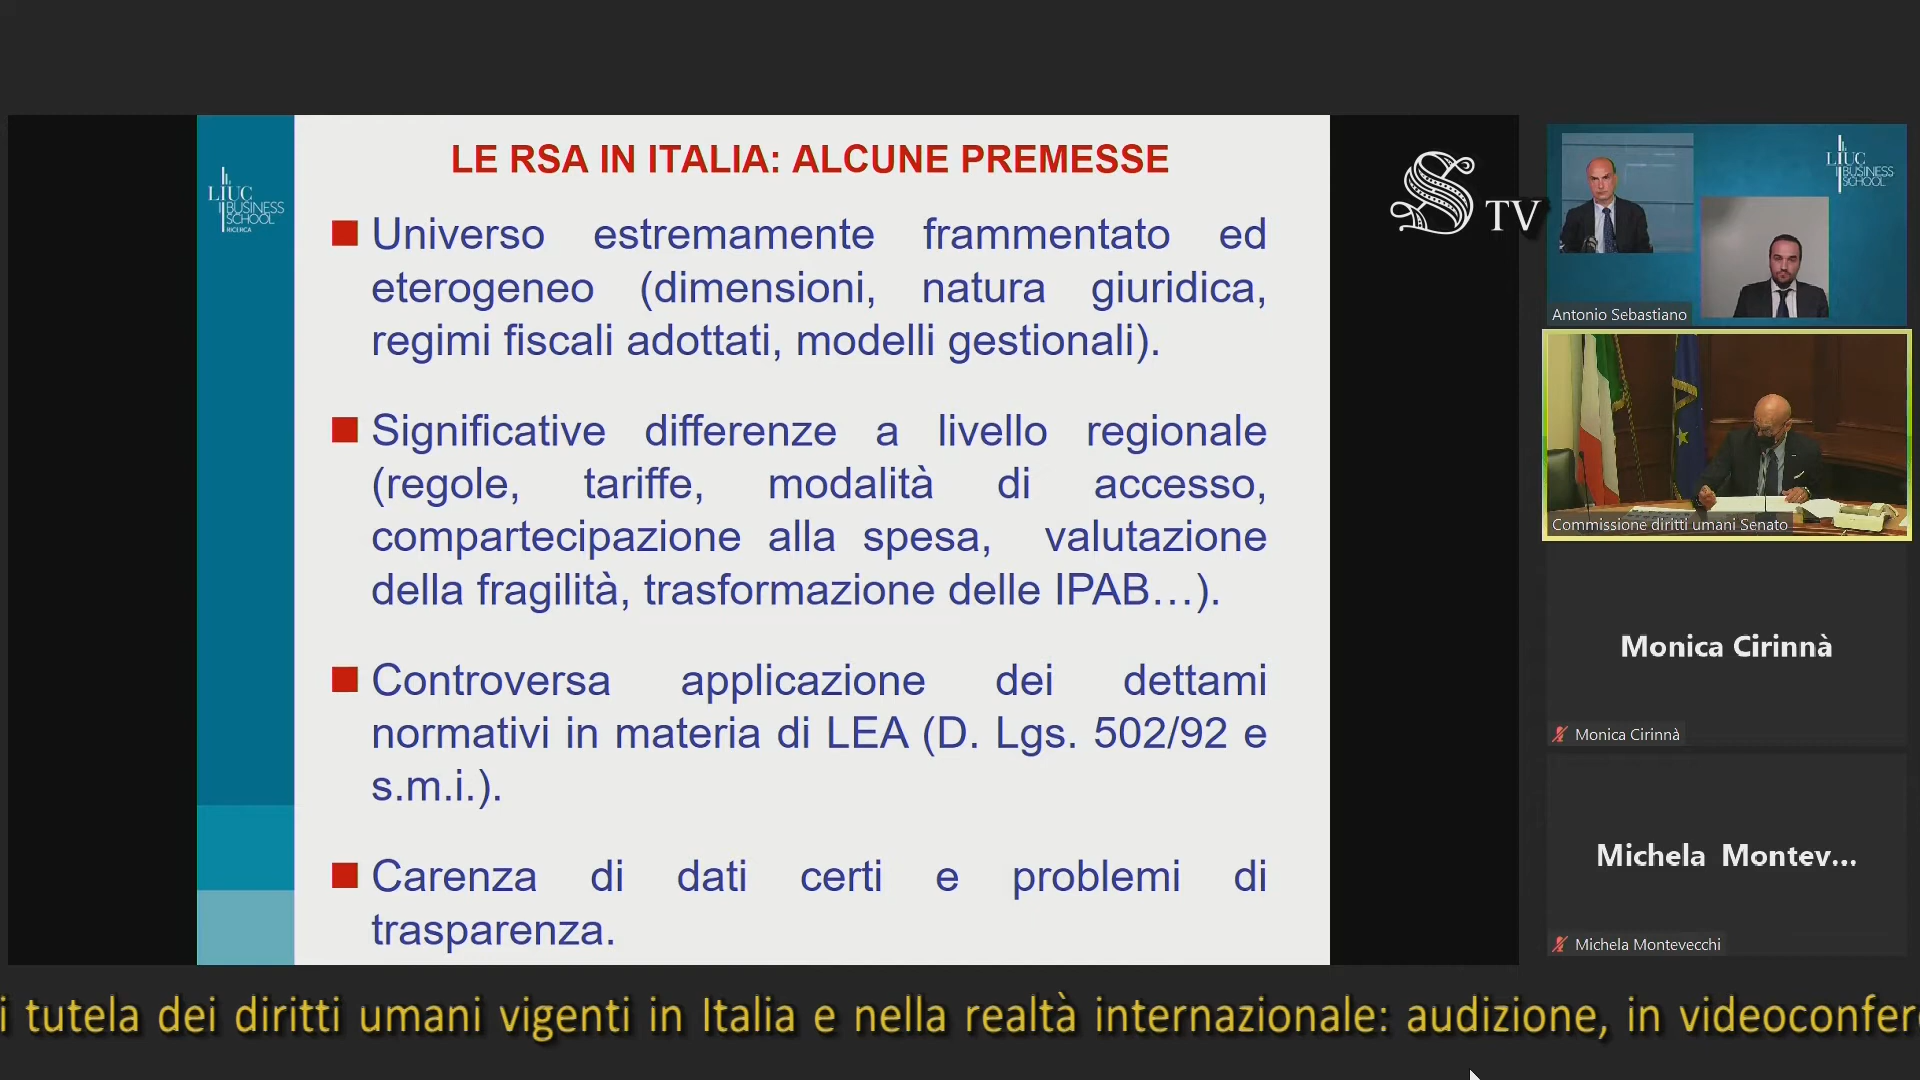 LE RSA IN ITALIA: ALCUNE PREMESSE
LIUC
BUSINESS
SCHOOL
RICERCA
Universo estremamente frammentato ed
eterogeneo (dimensioni, natura giuridica,
regimi fiscali adottati, modelli gestionali).
Significative differenze a livello regionale
(regole, tariffe, modalità di accesso,
compartecipazione alla spesa, valutazione
della fragilità, trasformazione delle IPAB…).
Controversa applicazione dei dettami
normativi in materia di LEA (D. Lgs. 502/92 e
s.m.i.).
Carenza di dati certi e problemi di
trasparenza.
S TV
LIUC
BUSINESS
SCHOOL
Antonio Sebastiano
Commissione diritti umani Senato
Monica Cirinnà
Monica Cirinnà
Michela Montev...
Michela Montevecchi
i tutela dei diritti umani vigenti in Italia e nella realtà internazionale: audizione, in videoconfer